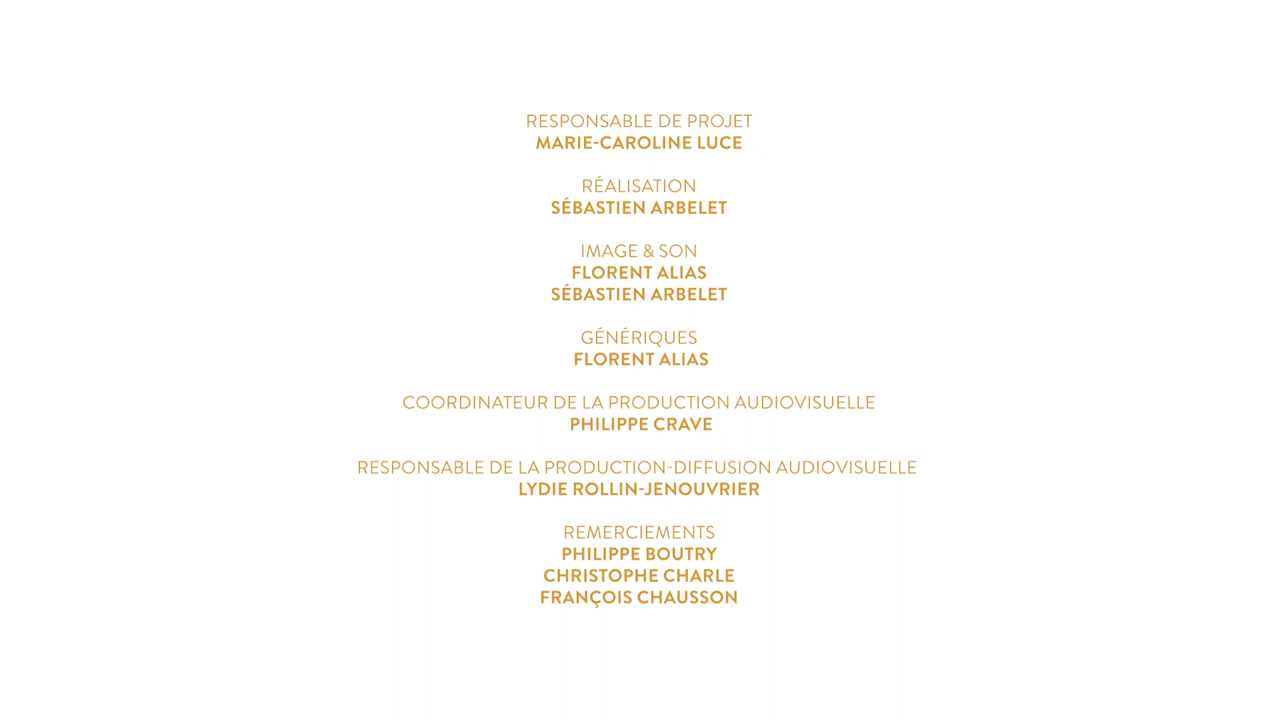 RESPONSABLE DE PROJET
MARIE-CAROLINE LUCE
RÉALISATION
SÉBASTIEN ARBELET
IMAGE & SON
FLORENT ALIAS
SÉBASTIEN ARBELET
GÉNÉRIQUES
FLORENT ALIAS
COORDINATEUR DE LA PRODUCTION AUDIOVISUELLE
PHILIPPE CRAVE
RESPONSABLE DE LA PRODUCTION-DIFFUSION AUDIOVISUELLE
LYDIE ROLLIN-JENOUVRIER
REMERCIEMENTS
PHILIPPE BOUTRY
CHRISTOPHE CHARLE
FRANÇOIS CHAUSSON